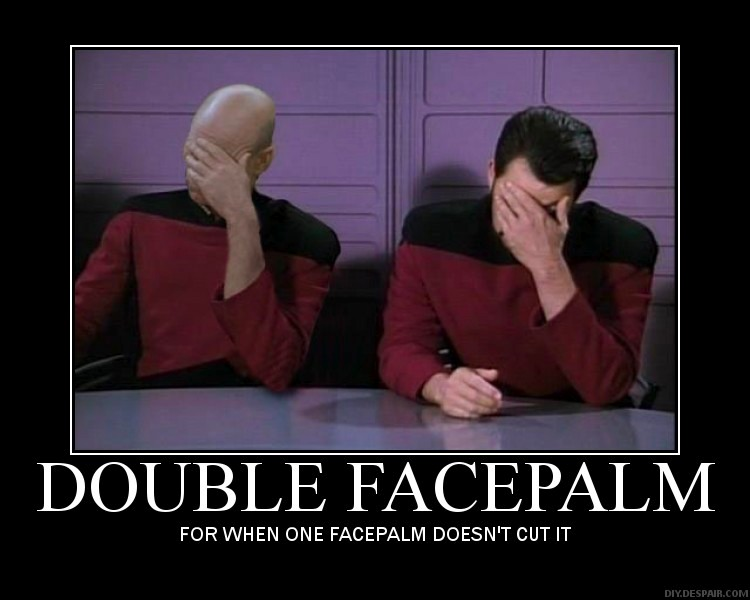 DOUBLE FACEPALM
FOR WHEN ONE FACEPALM DOESN'T CUT IT
DIY.DESPAIR.COM